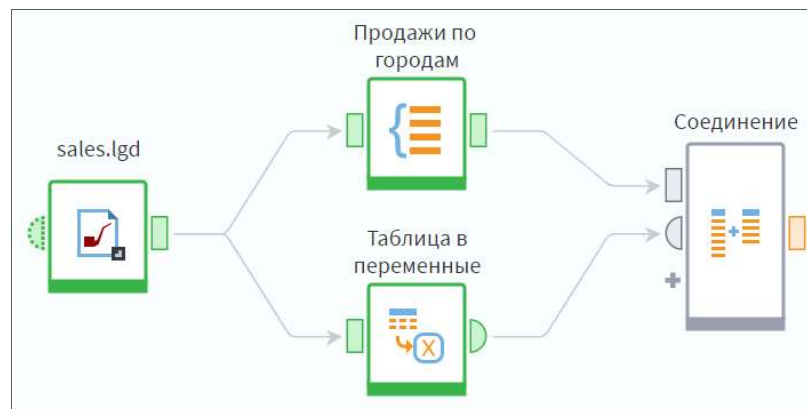 Продажи по
городам
Соединение
sales.lgd
Таблица в
переменные